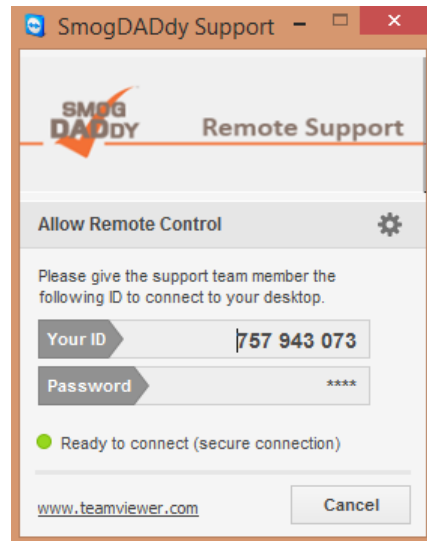 SmogDADdy Support
SMOG
DADDY
Remote Support
Allow Remote Control
Please give the support team member the
following ID to connect to your desktop.
Your ID
757 943 073
Password
****
Ready to connect (secure connection)
www.teamviewer.com
Cancel